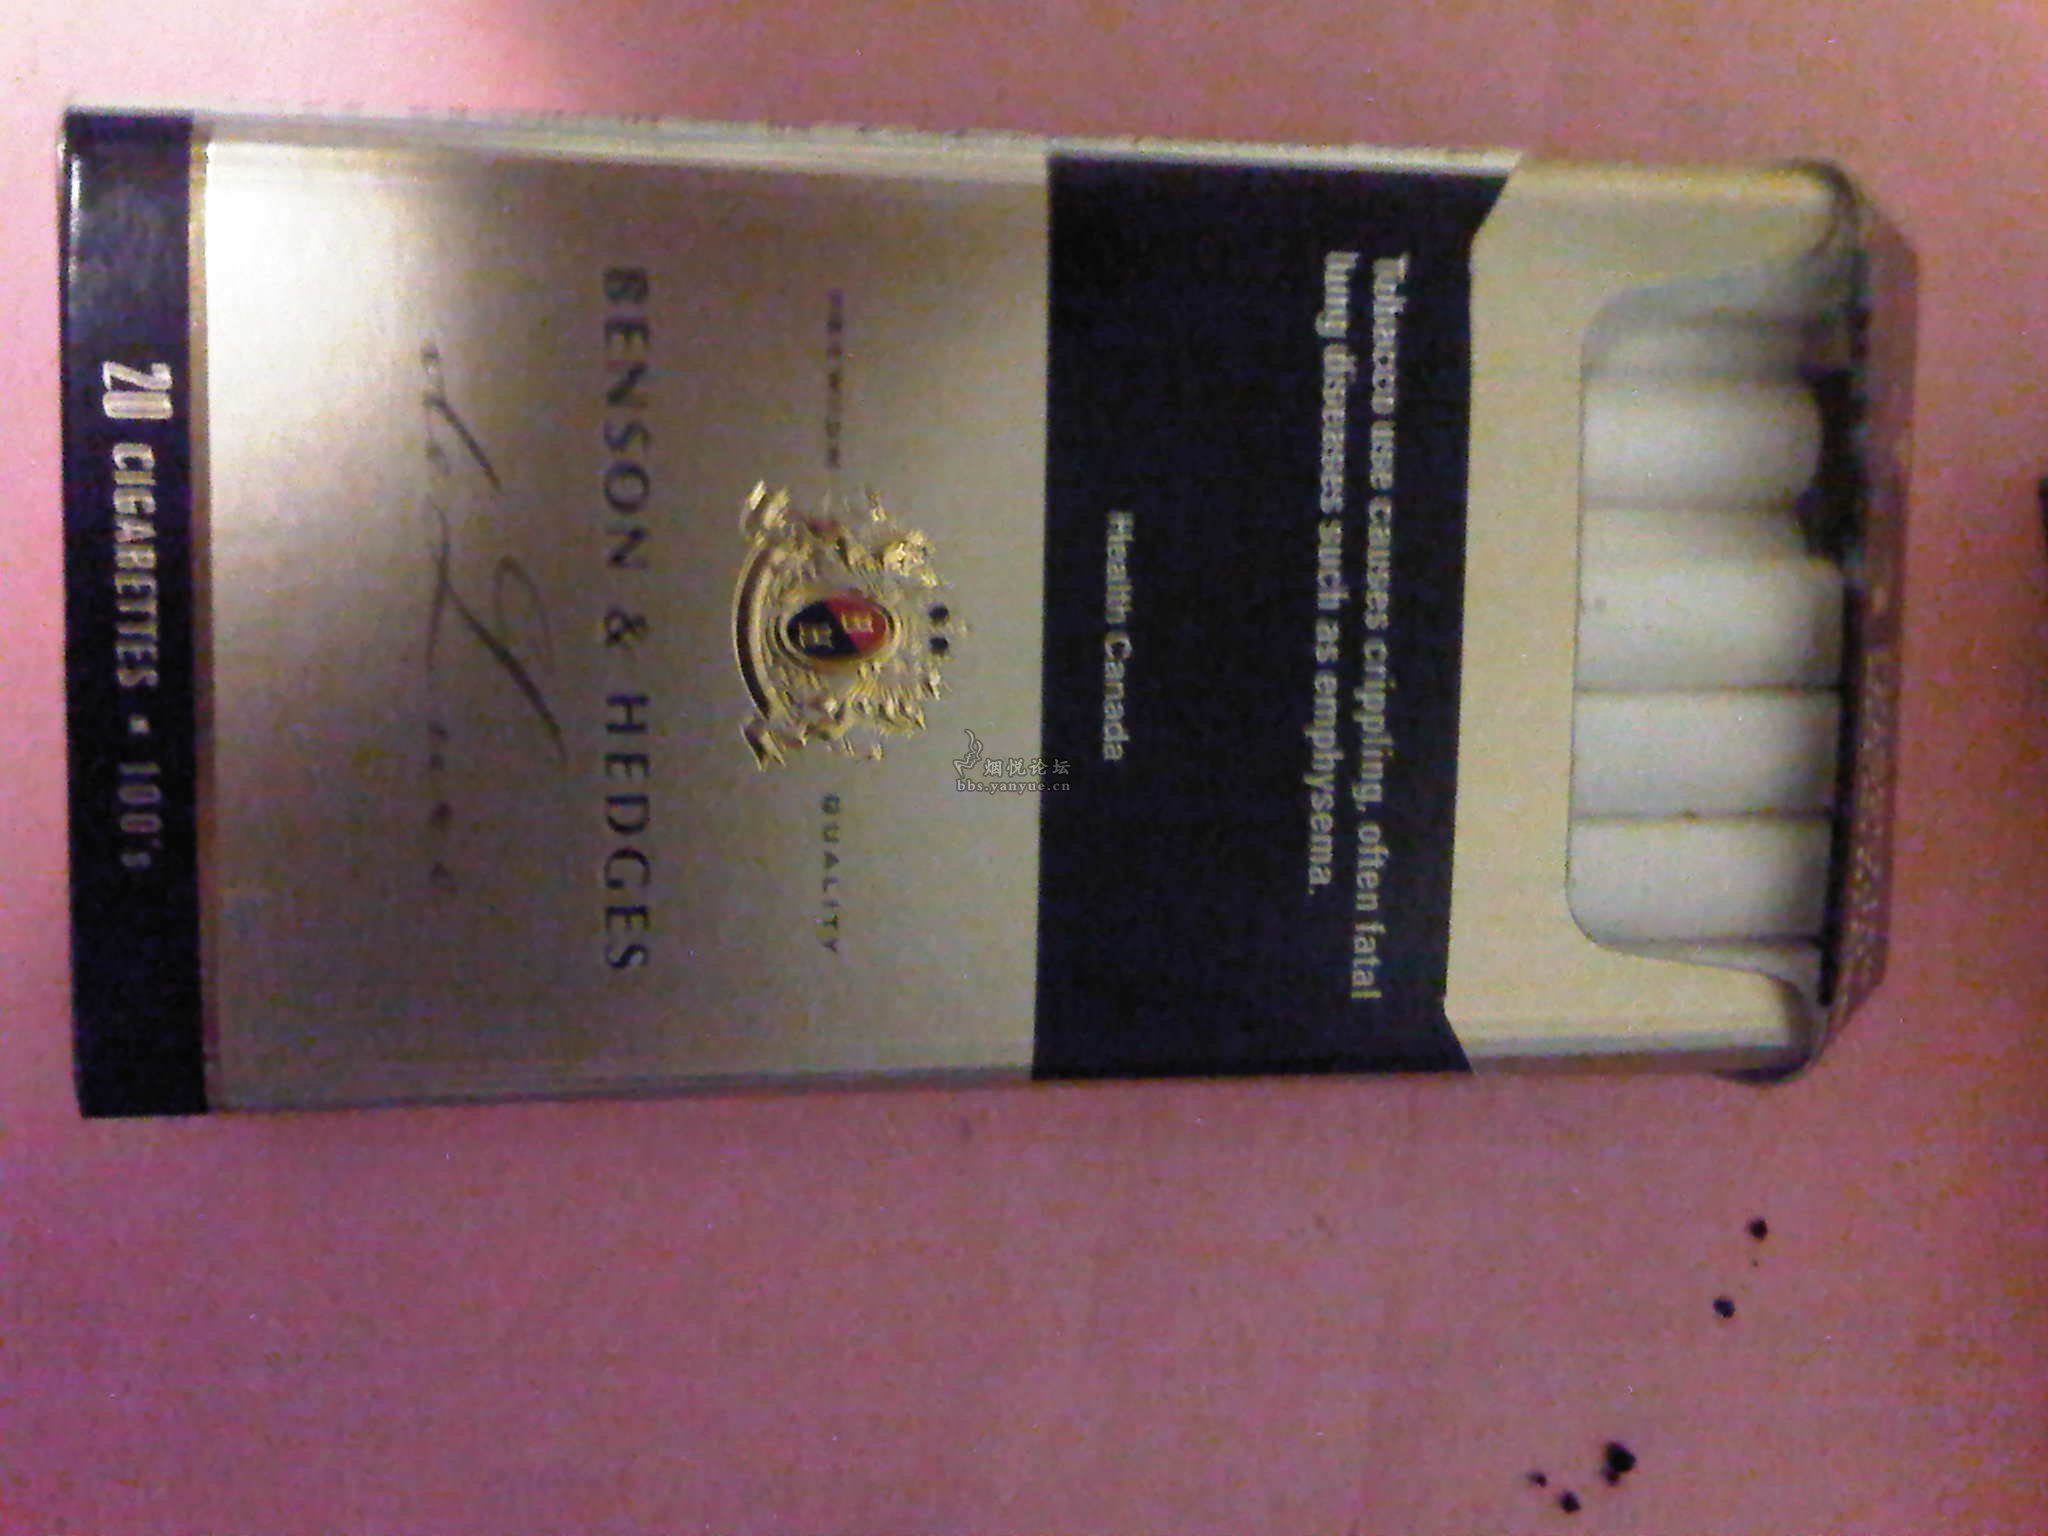 Tobacco use causes crippling, often fatal
lung diseases such as emphysema.
Health Canada
PREMIUM QUALITY
B H
BENSON & HEDGES
20 CIGARETTES • 100's
烟悦论坛
bbs.yanyue.cn